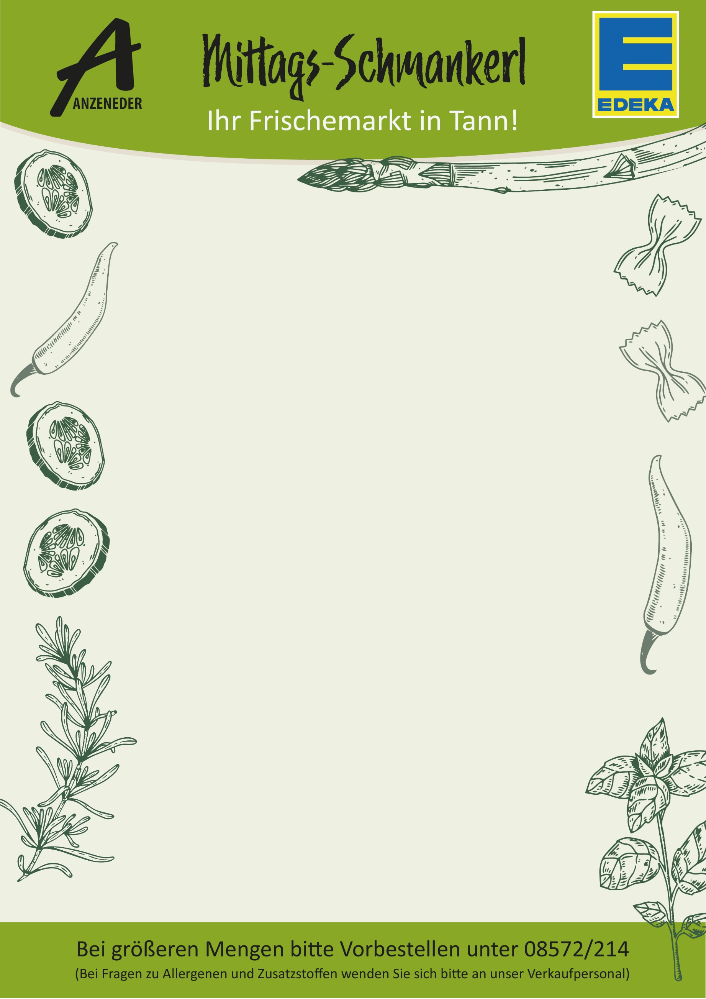 ANZENEDER
Mittags-Schmankerl
Ihr Frischemarkt in Tann!
E
EDEKA
Bei größeren Mengen bitte Vorbestellen unter 08572/214
(Bei Fragen zu Allergenen und Zusatzstoffen wenden Sie sich bitte an unser Verkaufpersonal)